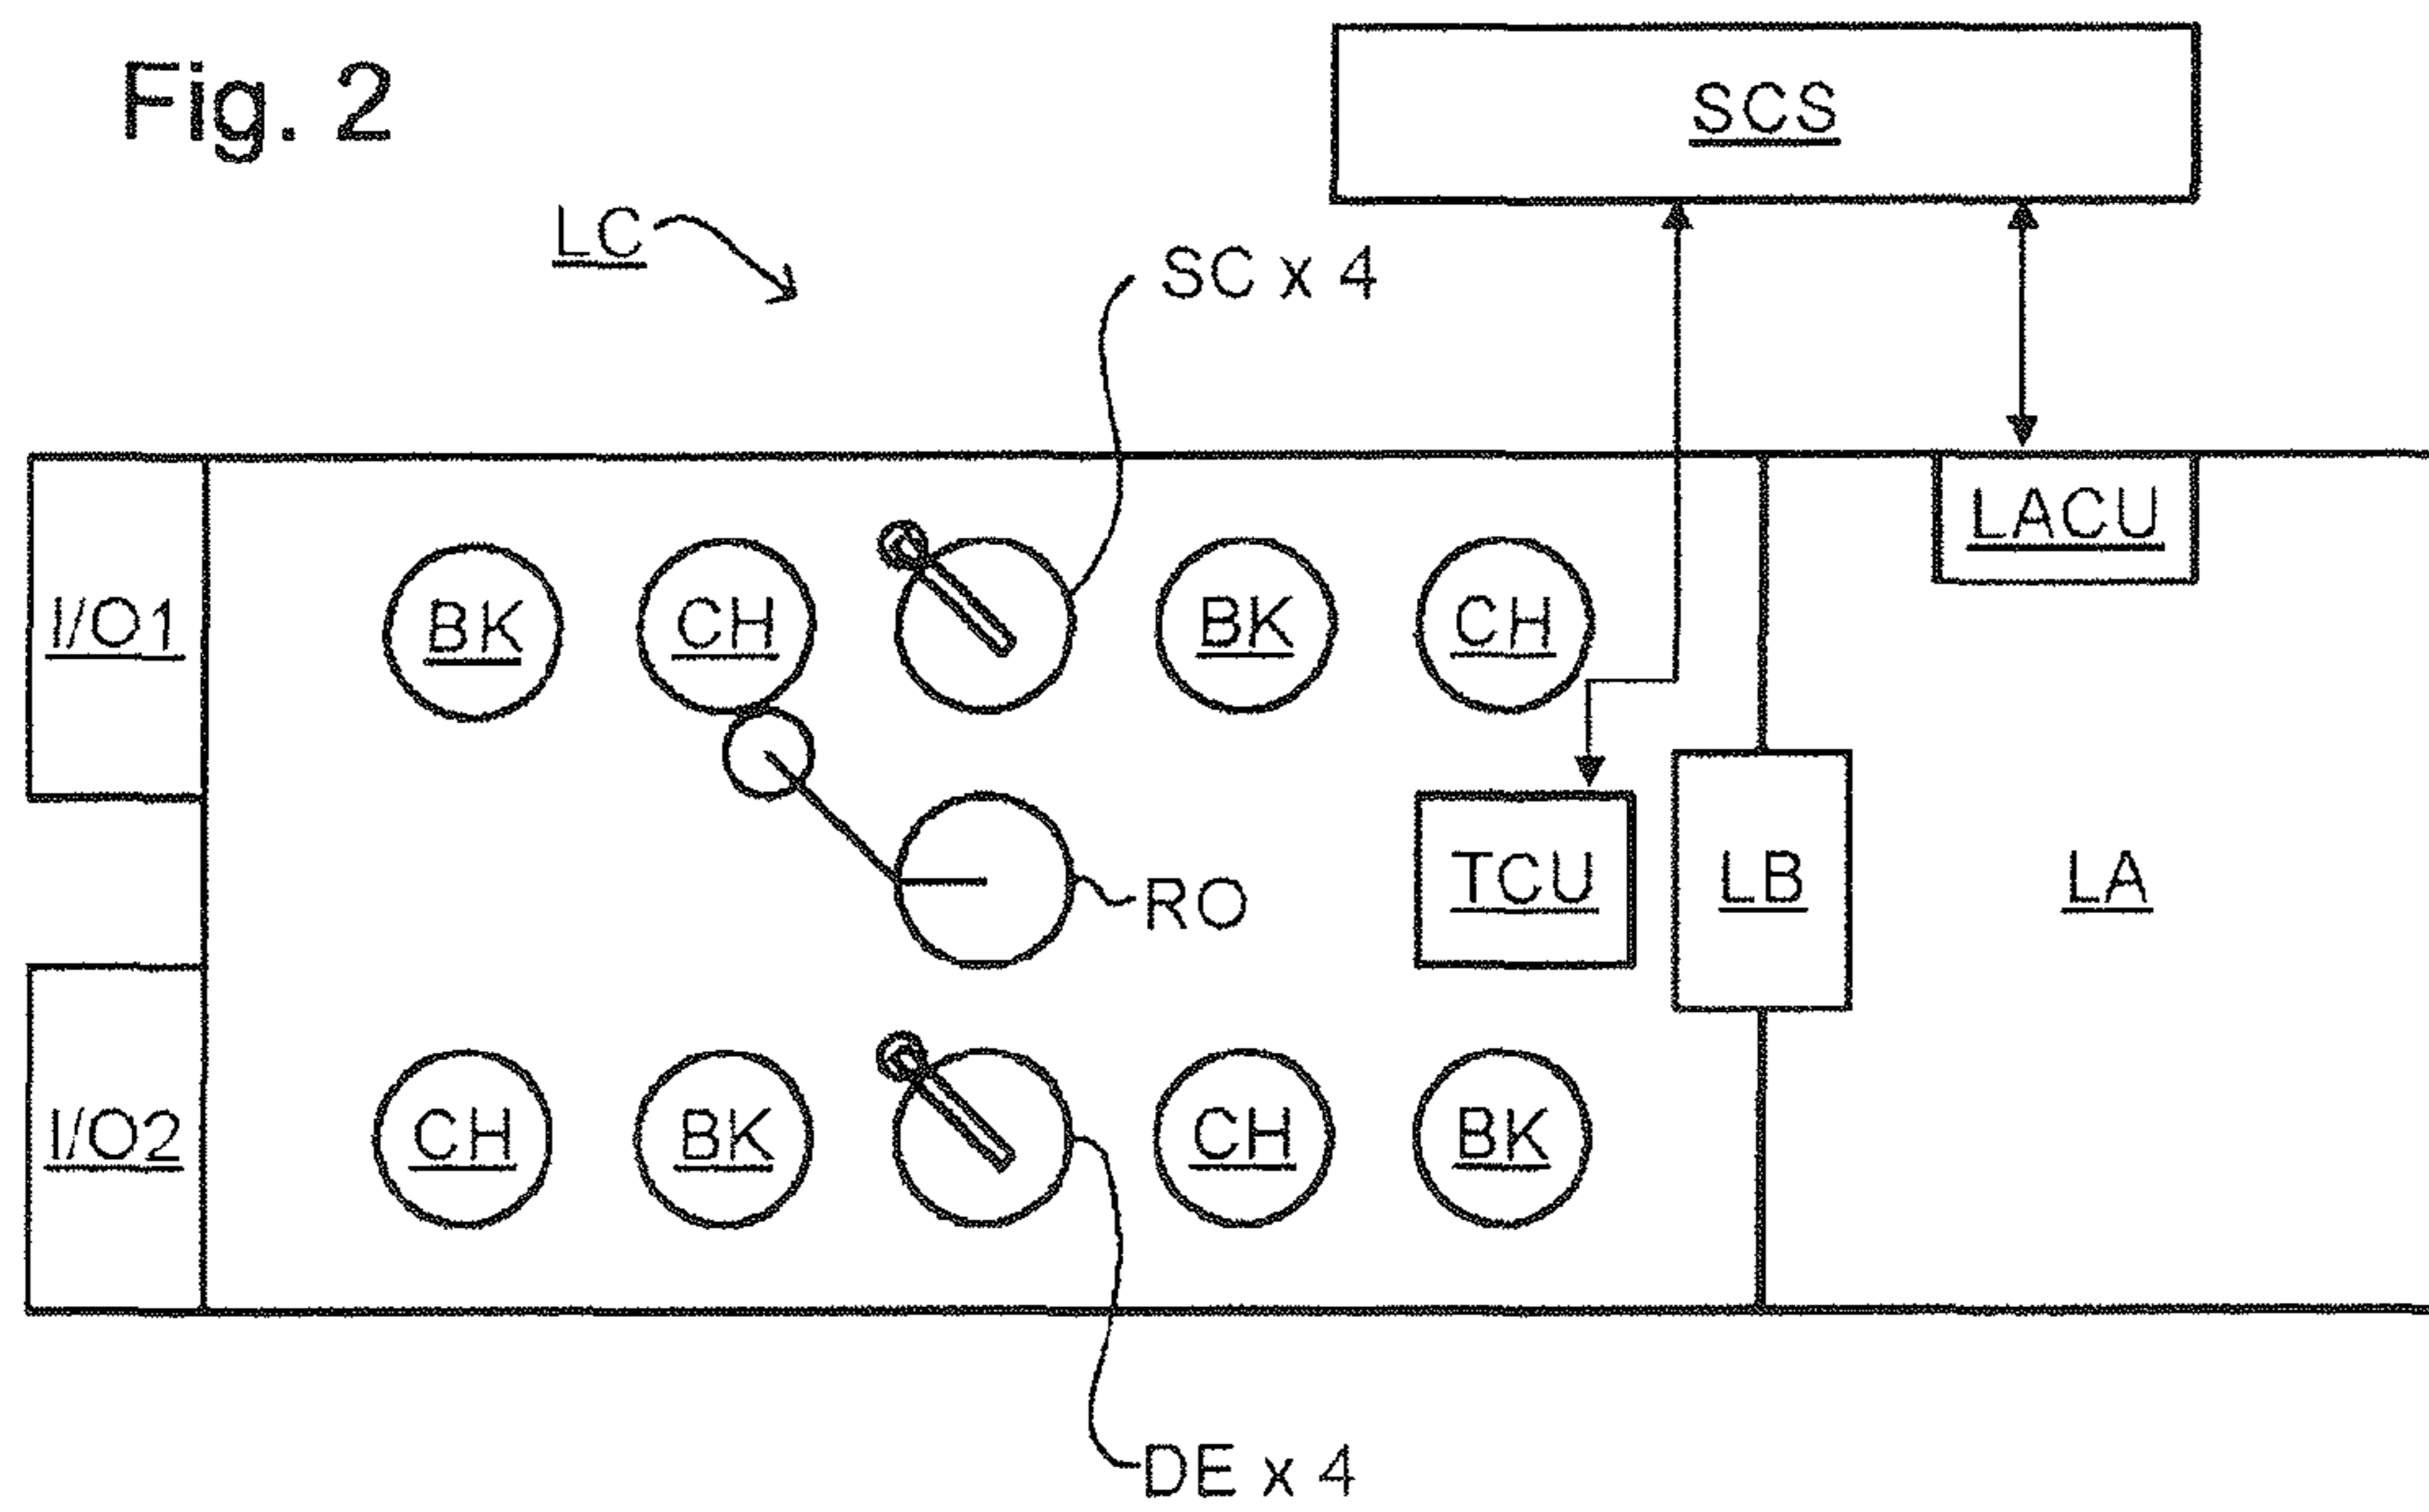 Fig. 2
SCS
LC
SC x 4
LACU
I/O1
BK
CH
BK
CH
RO
TCU
LB
LA
I/O2
CH
BK
CH
BK
DE x 4